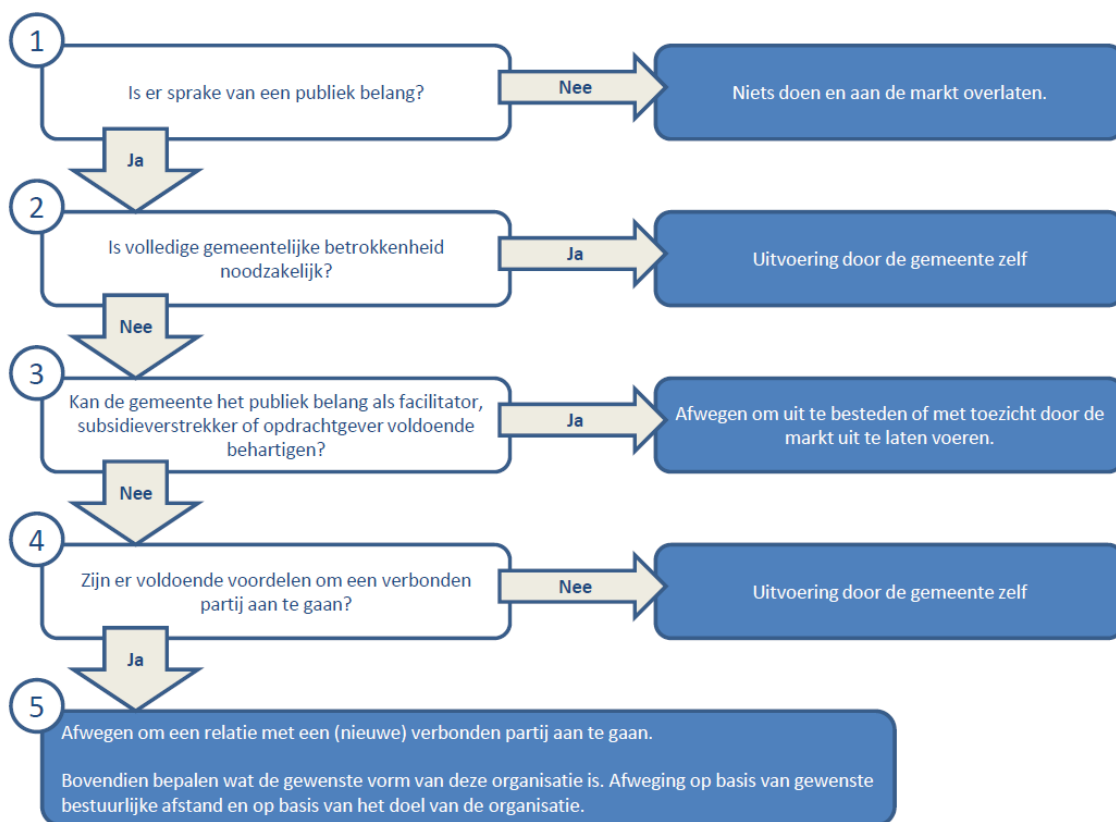 1
Is er sprake van een publiek belang?
Nee
Niets doen en aan de markt overlaten.
Ja
2
Is volledige gemeentelijke betrokkenheid
noodzakelijk?
Ja
Uitvoering door de gemeente zelf
Nee
3
Kan de gemeente het publiek belang als facilitator,
subsidieverstrekker of opdrachtgever voldoende
behartigen?
Ja
Afwegen om uit te besteden of met toezicht door de
markt uit te laten voeren.
Nee
4
Zijn er voldoende voordelen om een verbonden
partij aan te gaan?
Nee
Uitvoering door de gemeente zelf
Ja
5
Afwegen om een relatie met een (nieuwe) verbonden partij aan te gaan.
Bovendien bepalen wat de gewenste vorm van deze organisatie is. Afweging op basis van gewenste
bestuurlijke afstand en op basis van het doel van de organisatie.